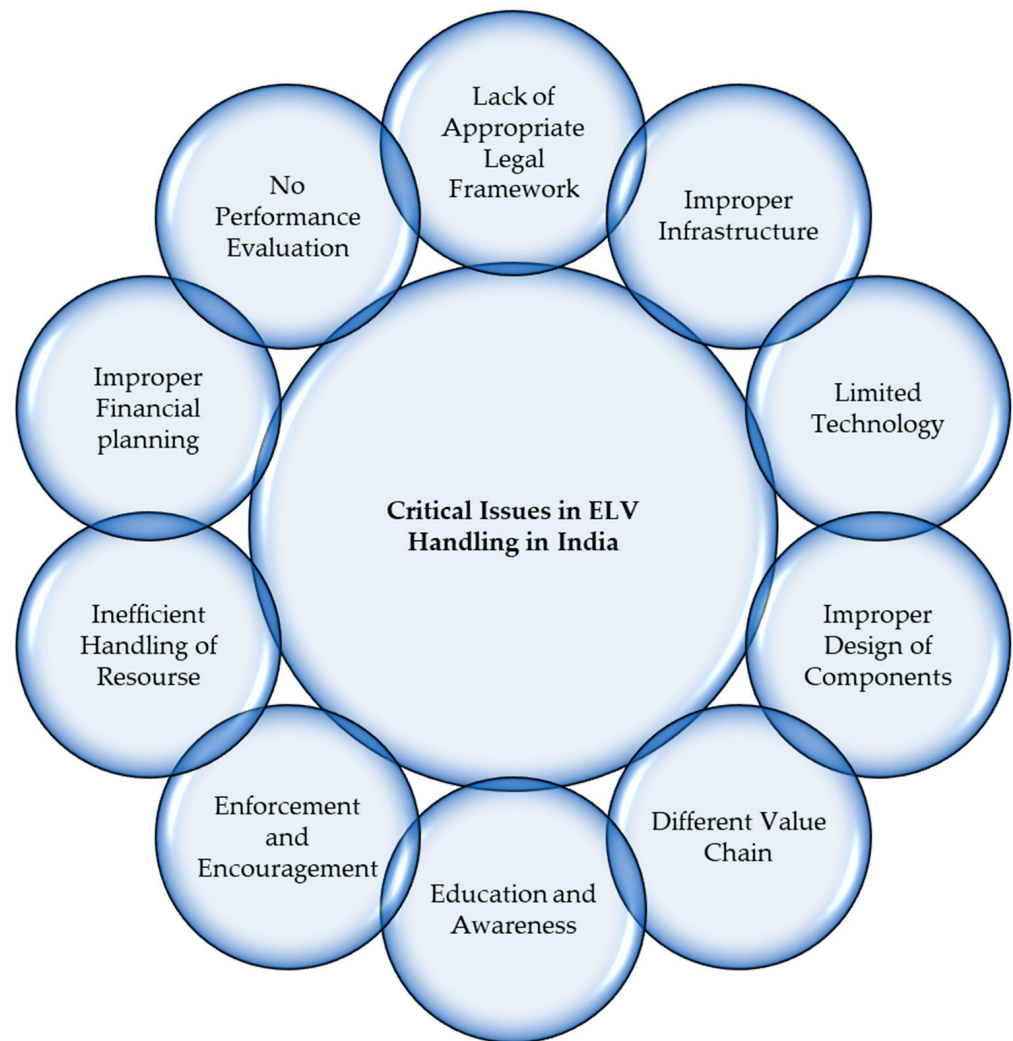 Lack of
Appropriate
Legal
Framework
Improper
Infrastructure
Limited
Technology
Improper
Design of
Components
Different Value
Chain
Education and
Awareness
Enforcement
and
Encouragement
Inefficient
Handling of
Resourse
Improper
Financial
planning
No
Performance
Evaluation
Critical Issues in ELV
Handling in India